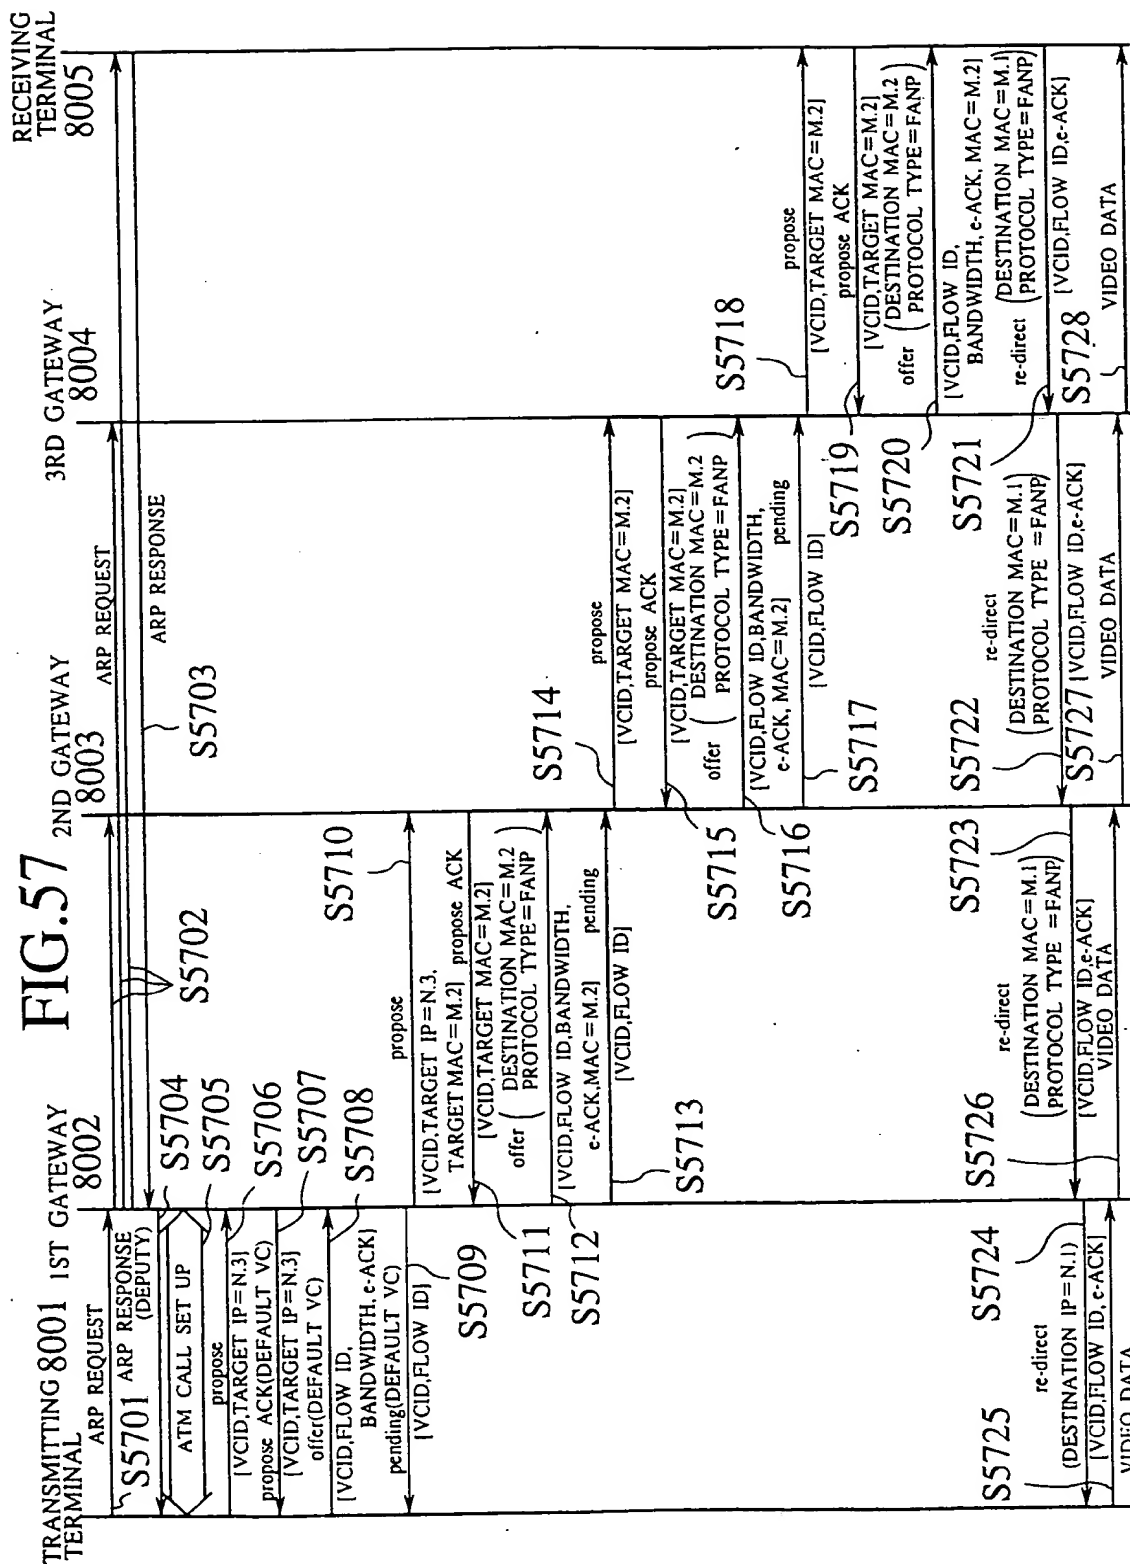 FIG.57
TRANSMITTING
TERMINAL
8001
1ST GATEWAY
8002
2ND GATEWAY
8003
3RD GATEWAY
8004
RECEIVING
TERMINAL
8005
ARP REQUEST
S5701
ARP RESPONSE
(DEPUTY)
ARP REQUEST
S5702
ARP RESPONSE
S5703
S5704
ATM CALL SET UP
S5705
propose
S5706
[VCID,TARGET IP=N.3]
propose ACK(DEFAULT VC)
S5707
[VCID,TARGET IP=N.3]
offer(DEFAULT VC)
S5708
[VCID,FLOW ID,
BANDWIDTH, e-ACK]
pending(DEFAULT VC)
[VCID,FLOW ID]
S5709
propose
S5710
[VCID,TARGET IP=N.3,
TARGET MAC=M.2]
propose ACK
[VCID,TARGET MAC=M.2]
S5711
offer
(DESTINATION MAC=M.2
PROTOCOL TYPE=FANP)
[VCID,FLOW ID,BANDWIDTH,
e-ACK,MAC=M.2]
S5712
pending
[VCID,FLOW ID]
S5713
S5714
propose
[VCID,TARGET MAC=M.2]
propose ACK
[VCID,TARGET MAC=M.2]
S5715
offer
(DESTINATION MAC=M.2
PROTOCOL TYPE=FANP)
[VCID,FLOW ID,BANDWIDTH,
e-ACK, MAC=M.2]
S5716
pending
[VCID,FLOW ID]
S5717
S5718
propose
[VCID,TARGET MAC=M.2]
propose ACK
S5719
[VCID,TARGET MAC=M.2]
offer
(DESTINATION MAC=M.2
PROTOCOL TYPE=FANP)
S5720
[VCID,FLOW ID,
BANDWIDTH, e-ACK, MAC=M.2]
S5721
re-direct
(DESTINATION MAC=M.1
PROTOCOL TYPE=FANP)
[VCID,FLOW ID,e-ACK]
S5722
re-direct
(DESTINATION MAC=M.1
PROTOCOL TYPE =FANP)
[VCID,FLOW ID,e-ACK]
S5723
re-direct
(DESTINATION MAC=M.1
PROTOCOL TYPE =FANP)
[VCID,FLOW ID,e-ACK]
S5724
re-direct
(DESTINATION IP=N.1)
[VCID,FLOW ID, e-ACK]
S5725
VIDEO DATA
S5726
VIDEO DATA
S5727
VIDEO DATA
S5728
VIDEO DATA